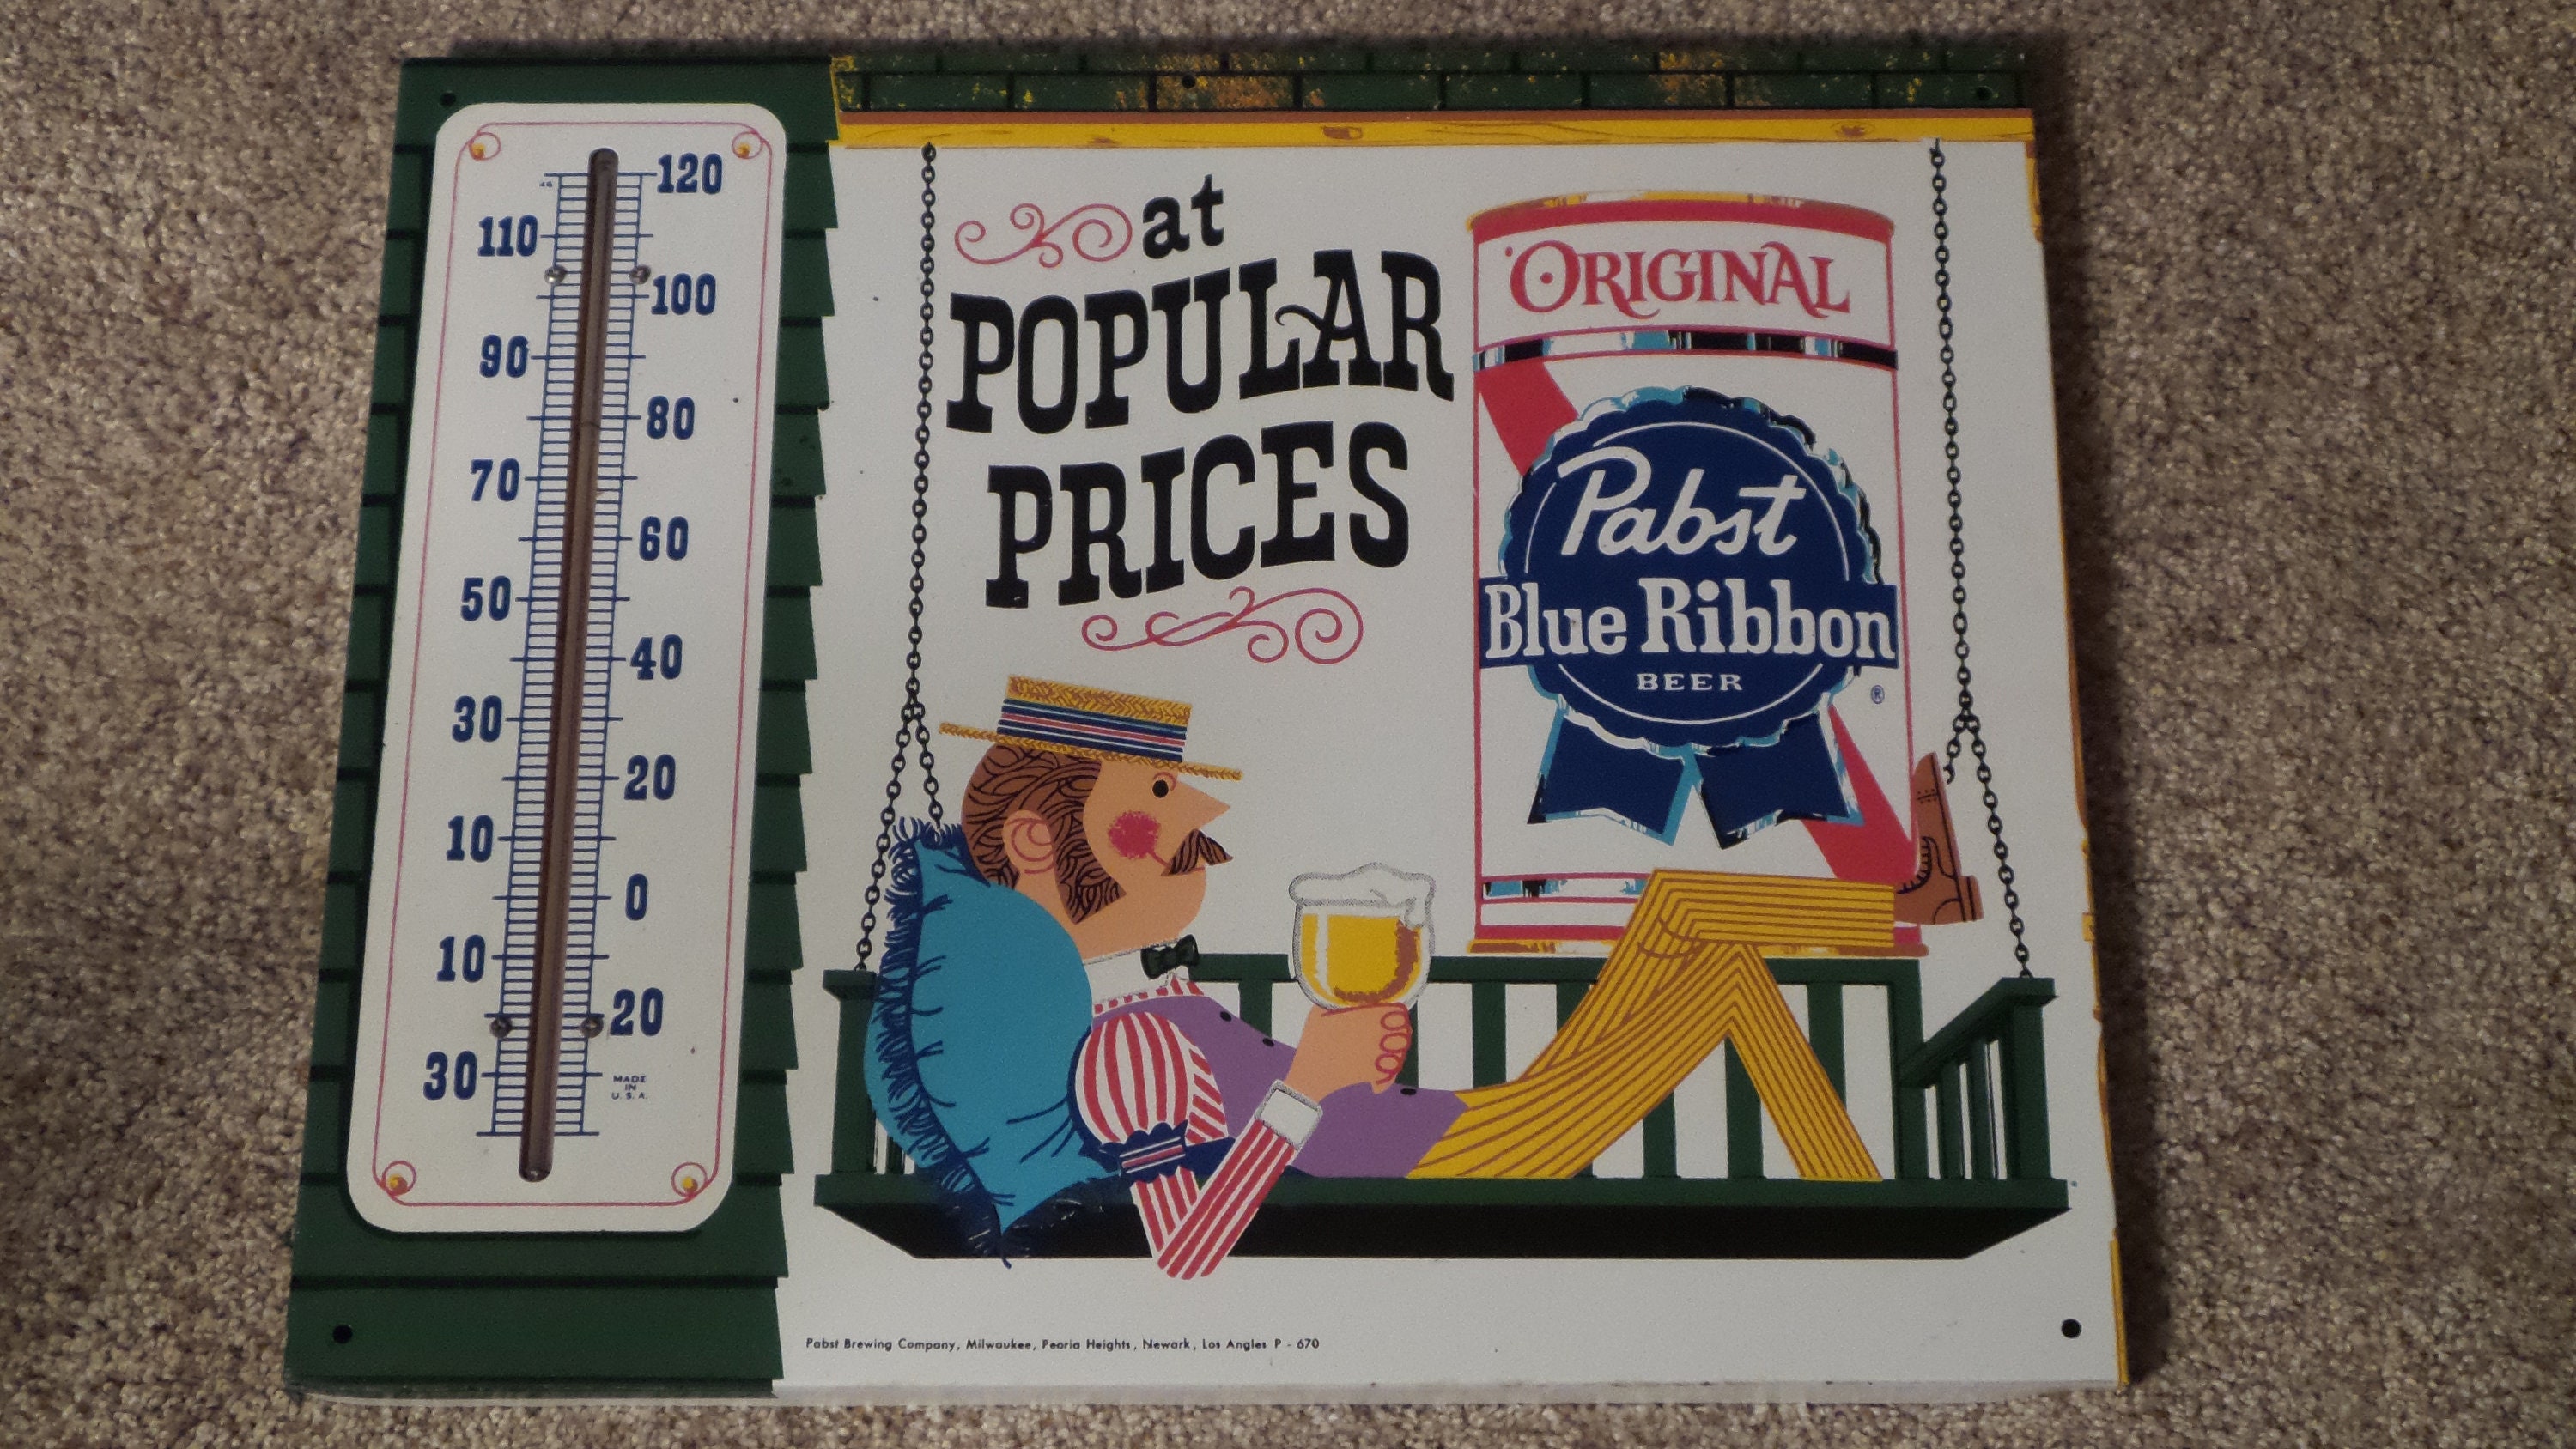 120
110
100
90
80
70
60
50
40
30
20
10
0
10
20
30
MADE
IN
U. S. A.
at
POPULAR
PRICES
ORIGINAL
Pabst
Blue Ribbon
BEER
®
Pabst Brewing Company, Milwaukee, Peoria Heights, Newark, Los Angles P - 670